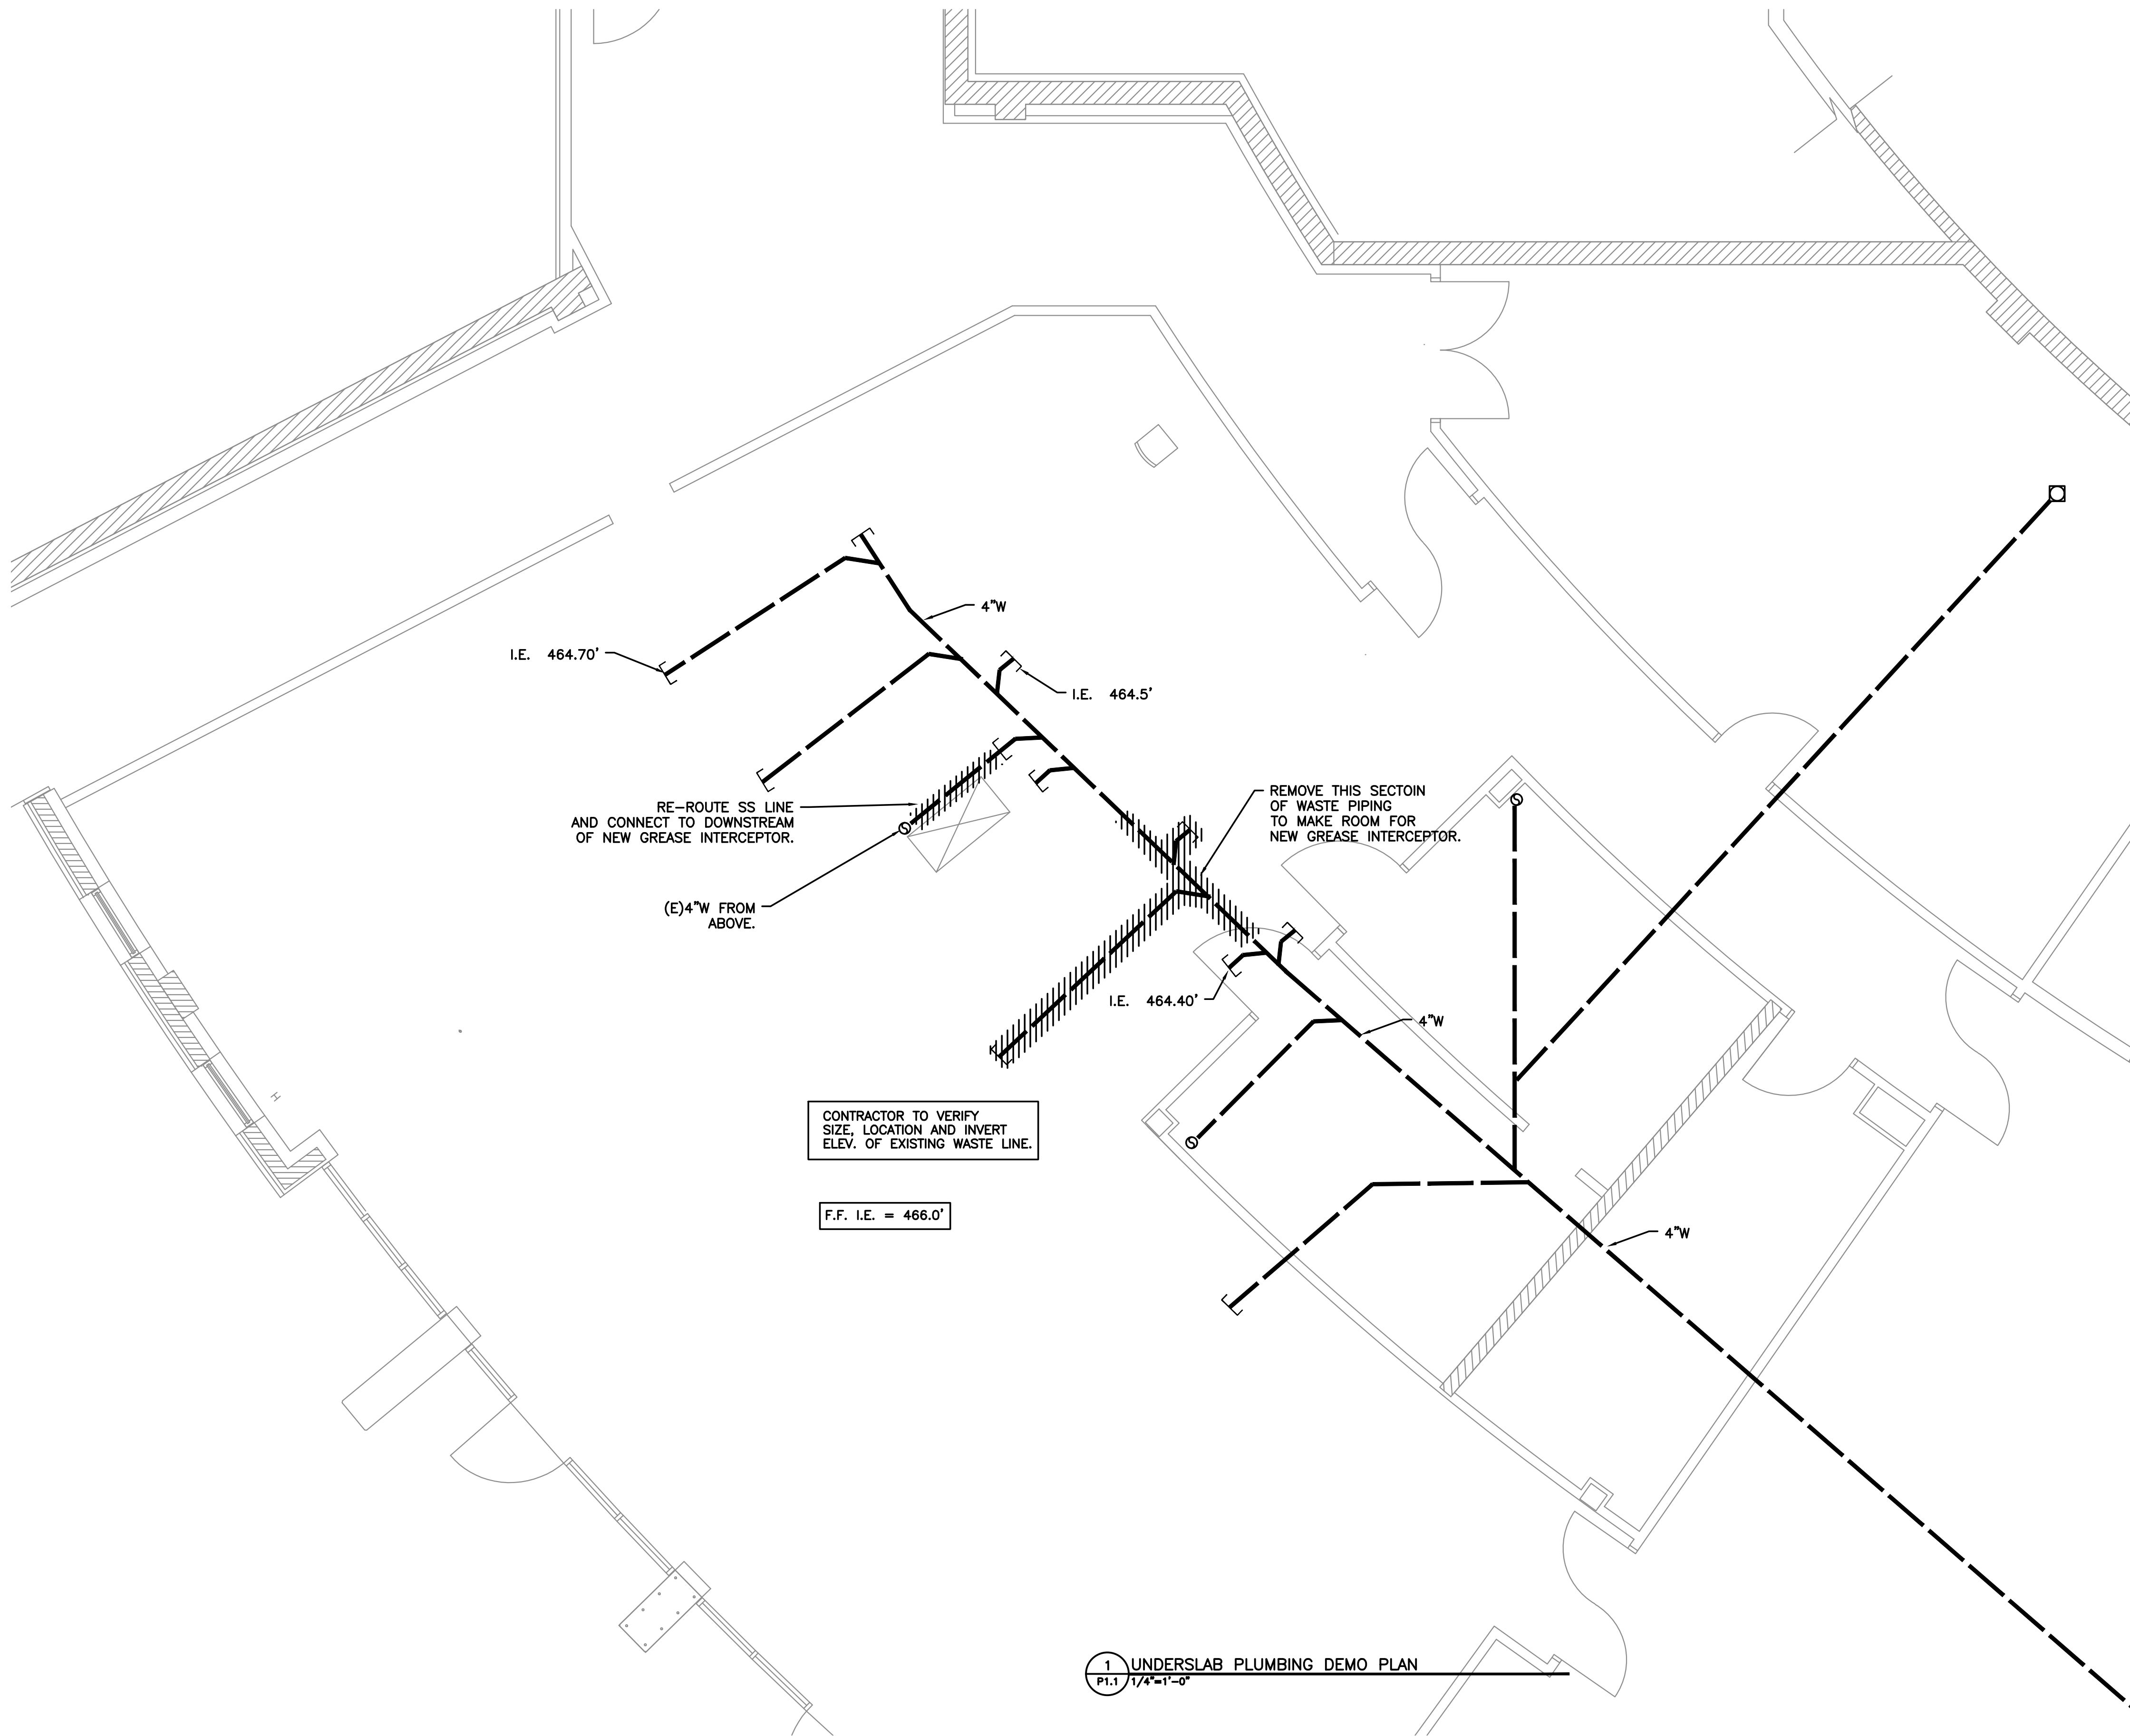 4"W
I.E. 464.70'
I.E. 464.5'
RE-ROUTE SS LINE
AND CONNECT TO DOWNSTREAM
OF NEW GREASE INTERCEPTOR.
REMOVE THIS SECTOIN
OF WASTE PIPING
TO MAKE ROOM FOR
NEW GREASE INTERCEPTOR.
(E)4"W FROM
ABOVE.
I.E. 464.40'
4"W
CONTRACTOR TO VERIFY
SIZE, LOCATION AND INVERT
ELEV. OF EXISTING WASTE LINE.
F.F. I.E. = 466.0'
4"W
1
P1.1
UNDERSLAB PLUMBING DEMO PLAN
1/4"=1'-0"